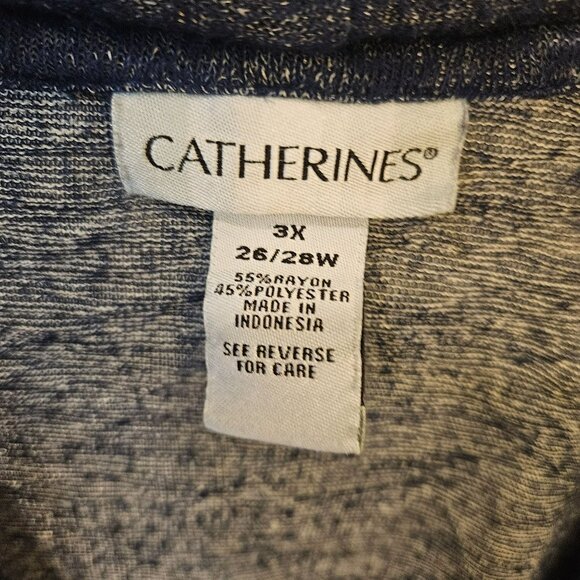 CATHERINES®
3X
26/28W
55%RAYON
45%POLYESTER
MADE IN
INDONESIA
SEE REVERSE
FOR CARE